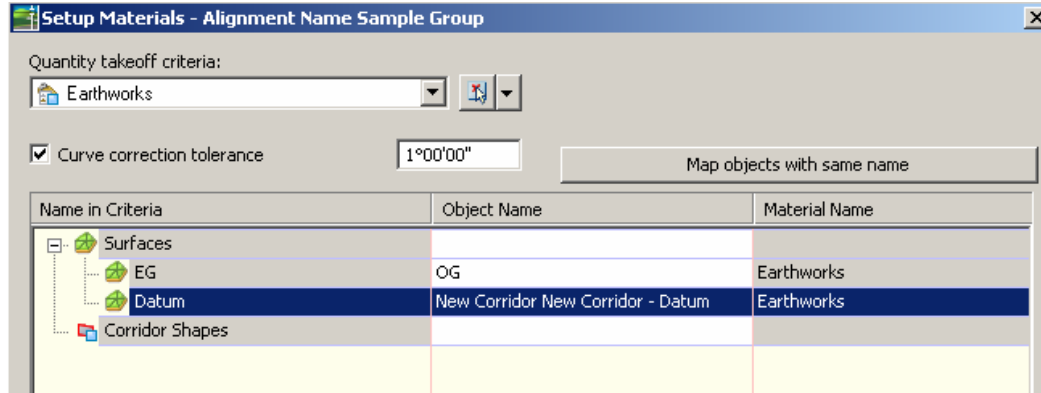 Setup Materials - Alignment Name Sample Group
Quantity takeoff criteria:
Earthworks
Curve correction tolerance 1°00'00" Map objects with same name
Name in Criteria Object Name Material Name
Surfaces
EG OG Earthworks
Datum New Corridor New Corridor - Datum Earthworks
Corridor Shapes